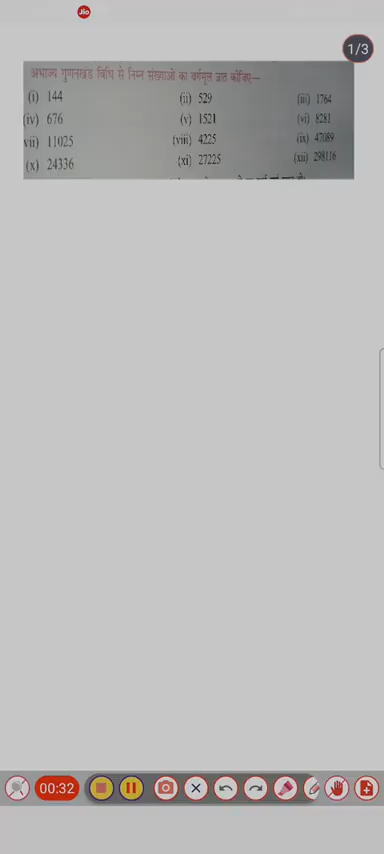 Jio
1/3
अभाज्य गुणनखंड विधि से निम्न संख्याओं का वर्गमूल ज्ञात कीजिए—
(i) 144 (ii) 529 (iii) 1764
(iv) 676 (v) 1521 (vi) 8281
vii) 11025 (viii) 4225 (ix) 47089
(x) 24336 (xi) 27225 (xii) 298116
00:32